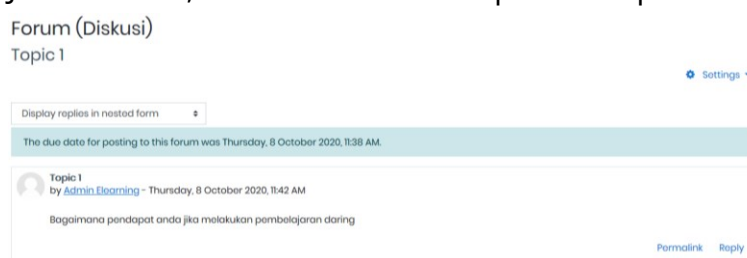 Forum (Diskusi)
Topic 1
Settings
Display replies in nested form
The due date for posting to this forum was Thursday, 8 October 2020, 11:38 AM.
Topic 1
by Admin Elearning - Thursday, 8 October 2020, 11:42 AM
Bagaimana pendapat anda jika melakukan pembelajaran daring
Permalink Reply